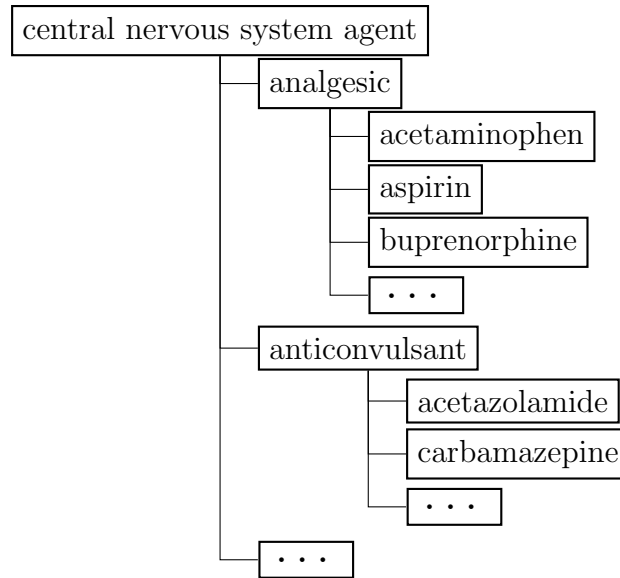 central nervous system agent
analgesic
acetaminophen
aspirin
buprenorphine
...
anticonvulsant
acetazolamide
carbamazepine
...
...